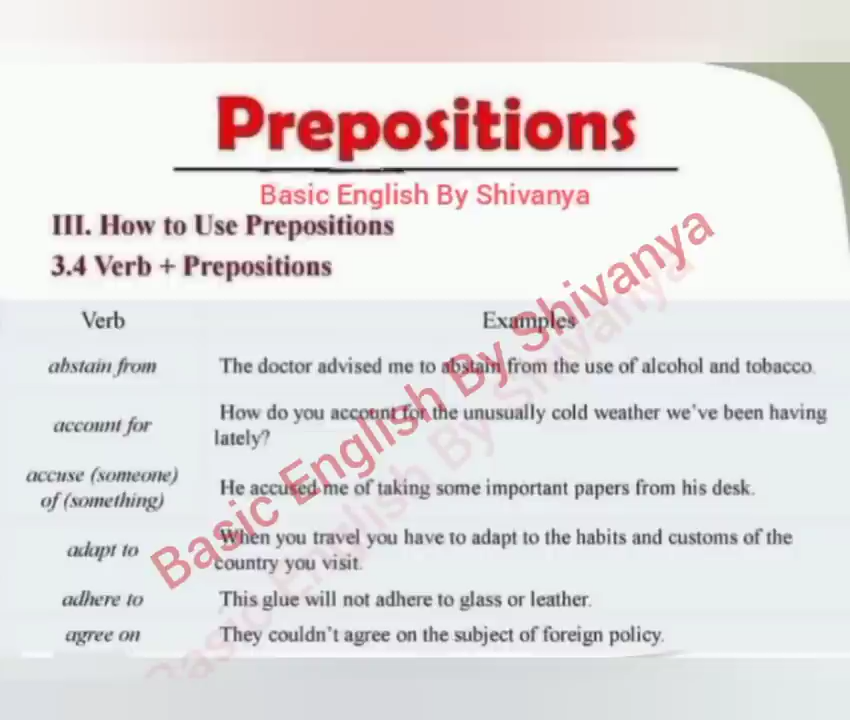 Prepositions
Basic English By Shivanya
III. How to Use Prepositions
3.4 Verb + Prepositions
Verb Examples
abstain from The doctor advised me to abstain from the use of alcohol and tobacco.
account for How do you account for the unusually cold weather we've been having
lately?
accuse (someone)
of (something) He accused me of taking some important papers from his desk.
adapt to When you travel you have to adapt to the habits and customs of the
country you visit.
adhere to This glue will not adhere to glass or leather.
agree on They couldn't agree on the subject of foreign policy.
Basic English By Shivanya
Basic English By Shivanya